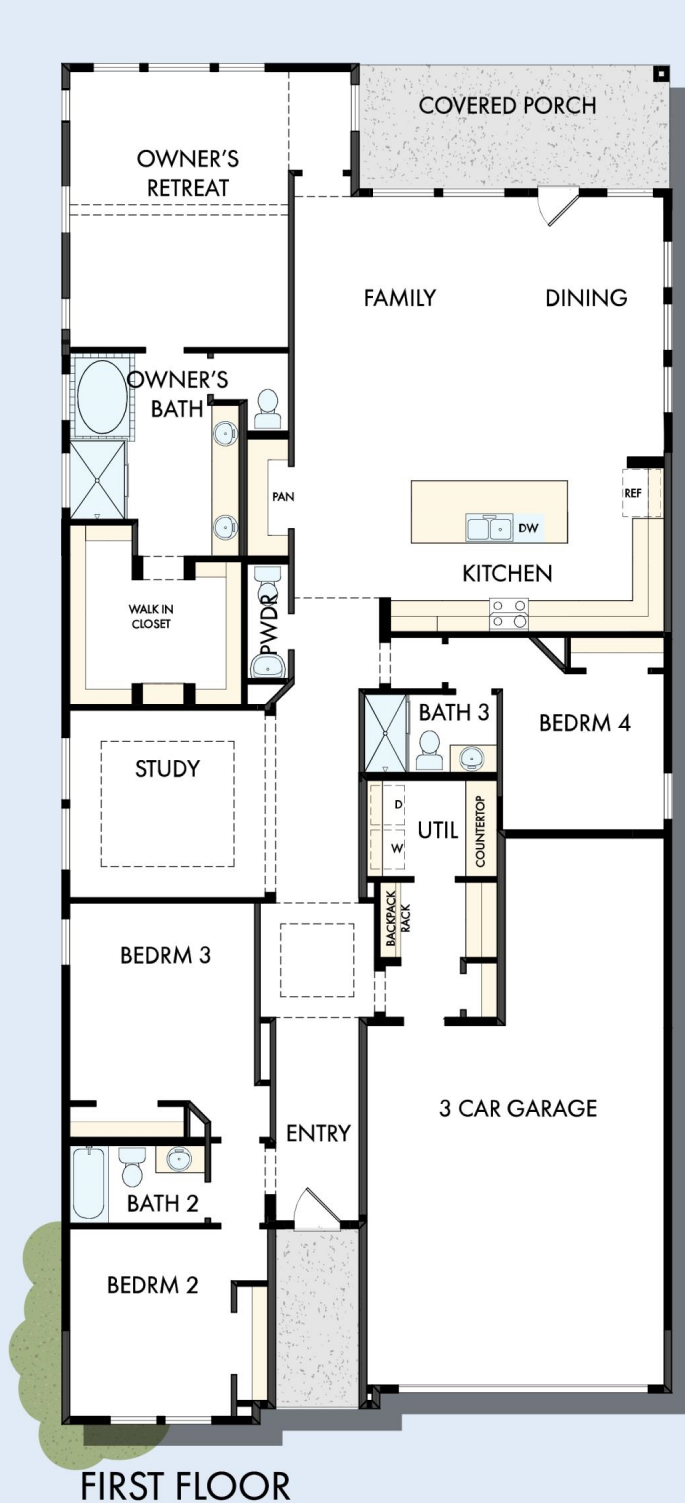 COVERED PORCH
OWNER'S
RETREAT
FAMILY
DINING
OWNER'S
BATH
PAN
REF
DW
KITCHEN
WALK IN
CLOSET
PWDR
BATH 3
BEDRM 4
STUDY
D
UTIL
COUNTERTOP
W
BACKPACK
RACK
BEDRM 3
3 CAR GARAGE
ENTRY
BATH 2
BEDRM 2
FIRST FLOOR